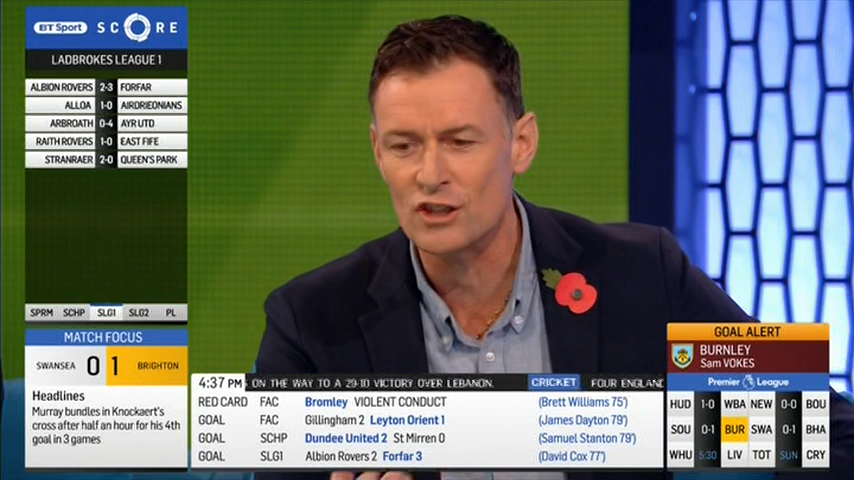 BT Sport SCORE
LADBROKES LEAGUE 1
ALBION ROVERS 2-3 FORFAR
ALLOA 1-0 AIRDRIEONIANS
ARBROATH 0-4 AYR UTD
RAITH ROVERS 1-0 EAST FIFE
STRANRAER 2-0 QUEEN'S PARK
SPRM SCHP SLG1 SLG2 PL
MATCH FOCUS
SWANSEA 0 1 BRIGHTON
Headlines
Murray bundles in Knockaert's
cross after half an hour for his 4th
goal in 3 games
4:37 PM ON THE WAY TO A 29-10 VICTORY OVER LEBANON. CRICKET FOUR ENGLAND
RED CARD FAC Bromley VIOLENT CONDUCT (Brett Williams 75')
GOAL FAC Gillingham 2 Leyton Orient 1 (James Dayton 79')
GOAL SCHP Dundee United 2 St Mirren 0 (Samuel Stanton 79')
GOAL SLG1 Albion Rovers 2 Forfar 3 (David Cox 77')
GOAL ALERT
BURNLEY
Sam VOKES
Premier League
HUD 1-0 WBA NEW 0-0 BOU
SOU 0-1 BUR SWA 0-1 BHA
WHU 5:30 LIV TOT SUN CRY